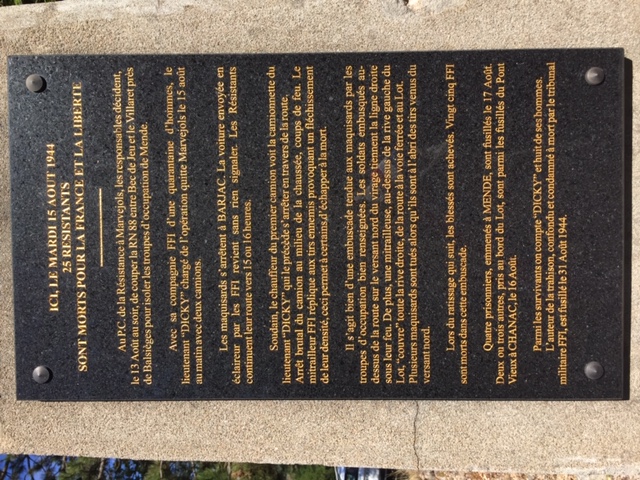 ICI LE MARDI 15 AOUT 1944
25 RESISTANTS
SONT MORTS POUR LA FRANCE ET LA LIBERTE
Au P.C. de la Résistance à Marvejols, les responsables décident,
le 13 Août au soir, de couper la RN 88 entre Bec de Jeu et le Villaret près
de Balsièges pour isoler les troupes d'occupation de Mende.
Avec sa compagnie FFI d'une quarantaine d'hommes, le
lieutenant "DICKY" chargé de l'opération quitte Marvejols le 15 août
au matin avec deux camions.
Les maquisards s'arrêtent à BARJAC. La voiture envoyée en
éclaireur par les FFI revient sans rien signaler. Les Résistants
continuent leur route vers 15 ou 16 heures.
Soudain, le chauffeur du premier camion voit la camionnette du
lieutenant "DICKY" qui le précède s'arrêter en travers de la route.
Arrêt brutal du camion au milieu de la chaussée, coups de feu. Le
mitrailleur FFI réplique aux tirs ennemis provoquant un fléchissement
de leur densité, ceci permet à certains d'échapper à la mort.
Il s'agit bien d'une embuscade tendue aux maquisards par les
troupes d'occupation bien renseignées. Les soldats embusqués au-
dessus de la route sur le versant nord du virage tiennent la ligne droite
sous leur feu. De plus, une mitrailleuse, au-dessus de la rive gauche du
Lot, "couvre" toute la rive droite, de la route à la voie ferrée et au Lot.
Plusieurs maquisards sont tués alors qu'ils sont à l'abri des tirs venus du
versant nord.
Lors du ratissage qui suit, les blessés sont achevés. Vingt cinq FFI
sont morts dans cette embuscade.
Quatre prisonniers, emmenés à MENDE, sont fusillés le 17 Août.
Deux ou trois autres, pris au bord du Lot, sont parmi les fusillés du Pont
Vieux à CHANAC, le 16 Août.
Parmi les survivants on compte "DICKY" et huit de ses hommes.
L'auteur de la trahison, confondu et condamné à mort par le tribunal
militaire FFI, est fusillé le 31 Août 1944.